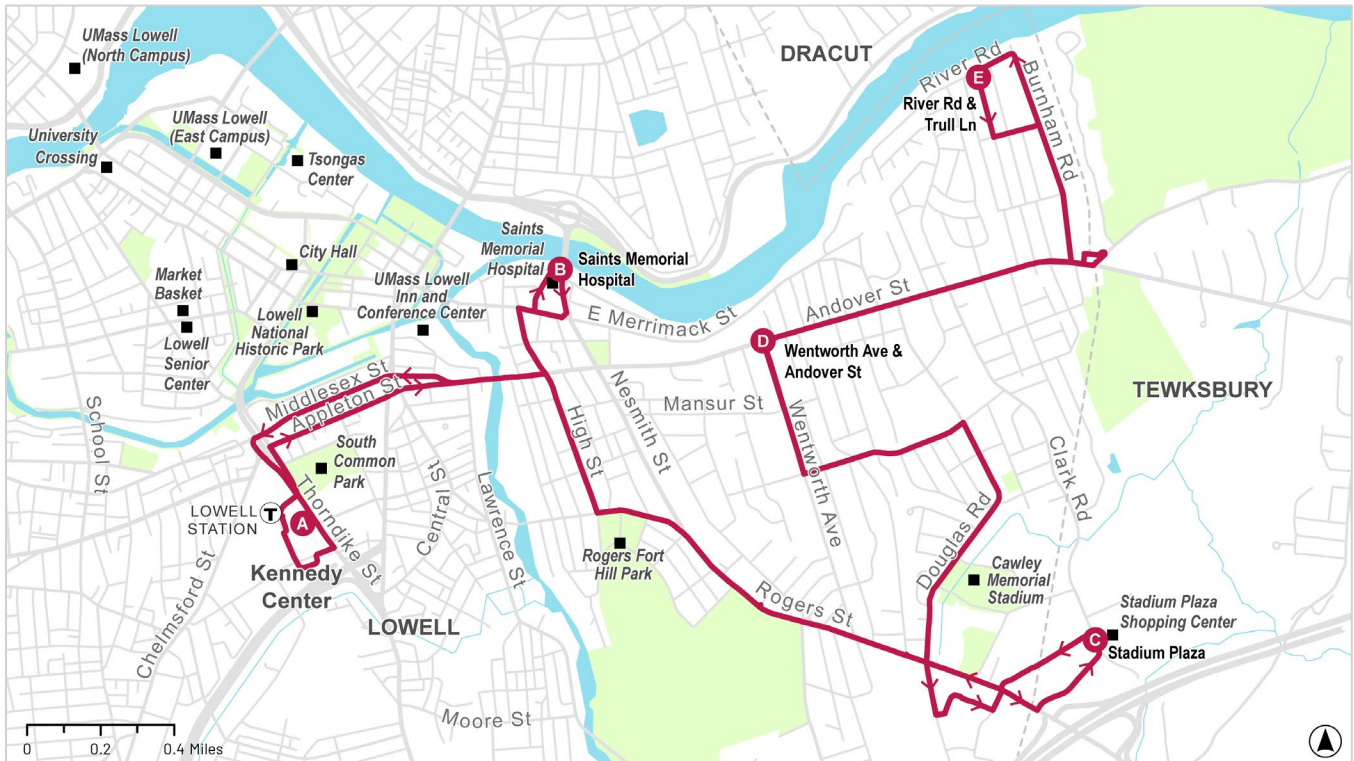 UMass Lowell
(North Campus)
DRACUT
River Rd
E
River Rd &
Trull Ln
Burnham Rd
University
Crossing
UMass Lowell
(East Campus)
Tsongas
Center
Saints
Memorial
Hospital
B
Saints Memorial
Hospital
City Hall
Market
Basket
UMass Lowell
Inn and
Conference Center
Lowell
National
Historic Park
Lowell
Senior
Center
E Merrimack St
Andover St
D
Wentworth Ave &
Andover St
TEWKSBURY
Middlesex St
Appleton St
Mansur St
School St
High St
Nesmith St
Wentworth Ave
Clark Rd
South
Common
Park
Central St
Lawrence St
Thorndike St
LOWELL
STATION
T
A
Kennedy
Center
Chelmsford St
LOWELL
Rogers Fort
Hill Park
Rogers St
Douglas Rd
Cawley
Memorial
Stadium
Stadium Plaza
Shopping Center
C
Stadium Plaza
Moore St
0 0.2 0.4 Miles